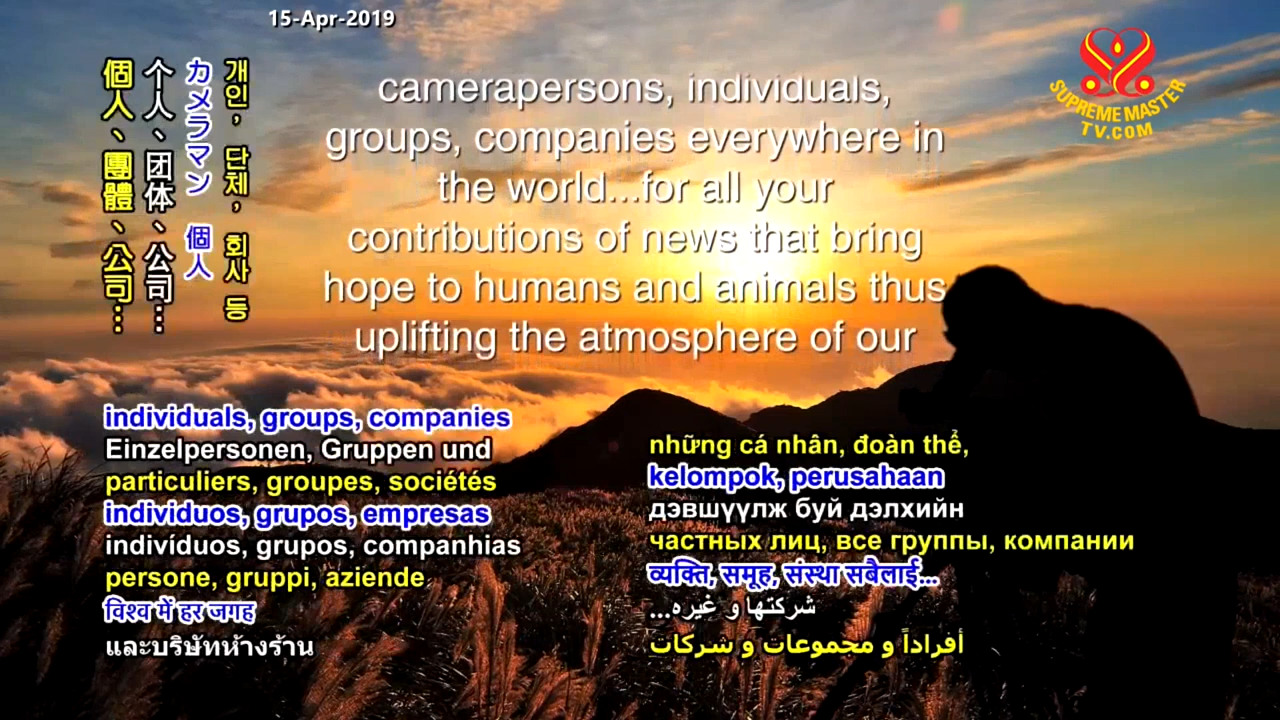 15-Apr-2019
개인, 단체, 회사 등
カメラマン 個人
个人、团体、公司…
個人、團體、公司…
camerapersons, individuals,
groups, companies everywhere in
the world...for all your
contributions of news that bring
hope to humans and animals thus
uplifting the atmosphere of our
SUPREME MASTER
TV.COM
individuals, groups, companies
Einzelpersonen, Gruppen und
particuliers, groupes, sociétés
individuos, grupos, empresas
indivíduos, grupos, companhias
persone, gruppi, aziende
विश्व में हर जगह
และบริษัทห้างร้าน
những cá nhân, đoàn thể,
kelompok, perusahaan
дэвшүүлж буй дэлхийн
частных лиц, все группы, компании
व्यक्ति, समूह, संस्था सबैलाई...
شرکتها و غیره...
أفراداً و مجموعات و شركات